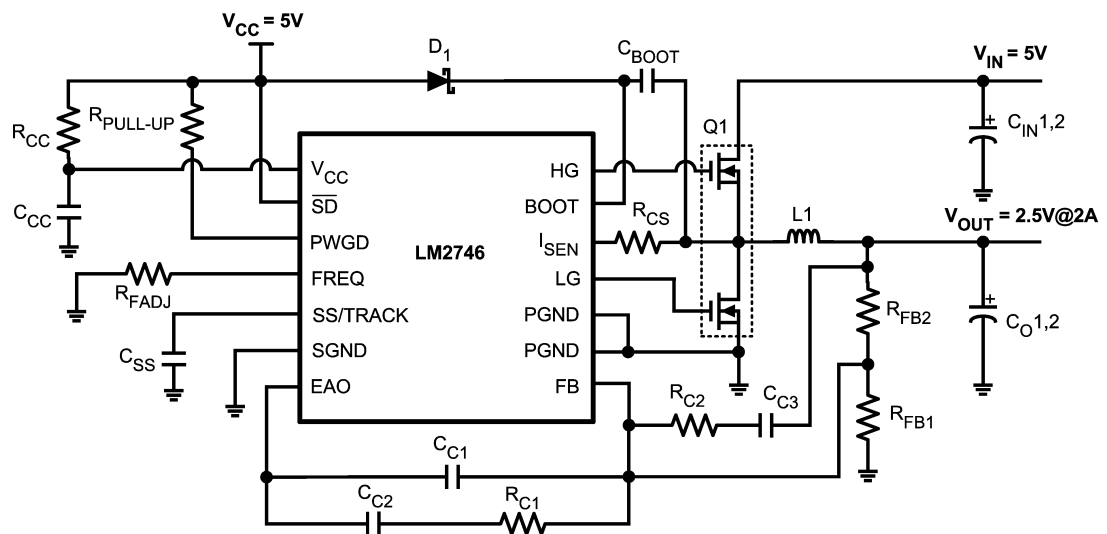 V_CC = 5V
D_1
C_BOOT
V_IN = 5V
R_CC
R_PULL-UP
Q1
C_IN1,2
C_CC
V_CC
SD
PWGD
FREQ
SS/TRACK
SGND
EAO
LM2746
HG
BOOT
I_SEN
LG
PGND
PGND
FB
R_CS
L1
V_OUT = 2.5V@2A
R_FADJ
C_SS
R_FB2
C_O1,2
R_C2
C_C3
R_FB1
C_C1
C_C2
R_C1